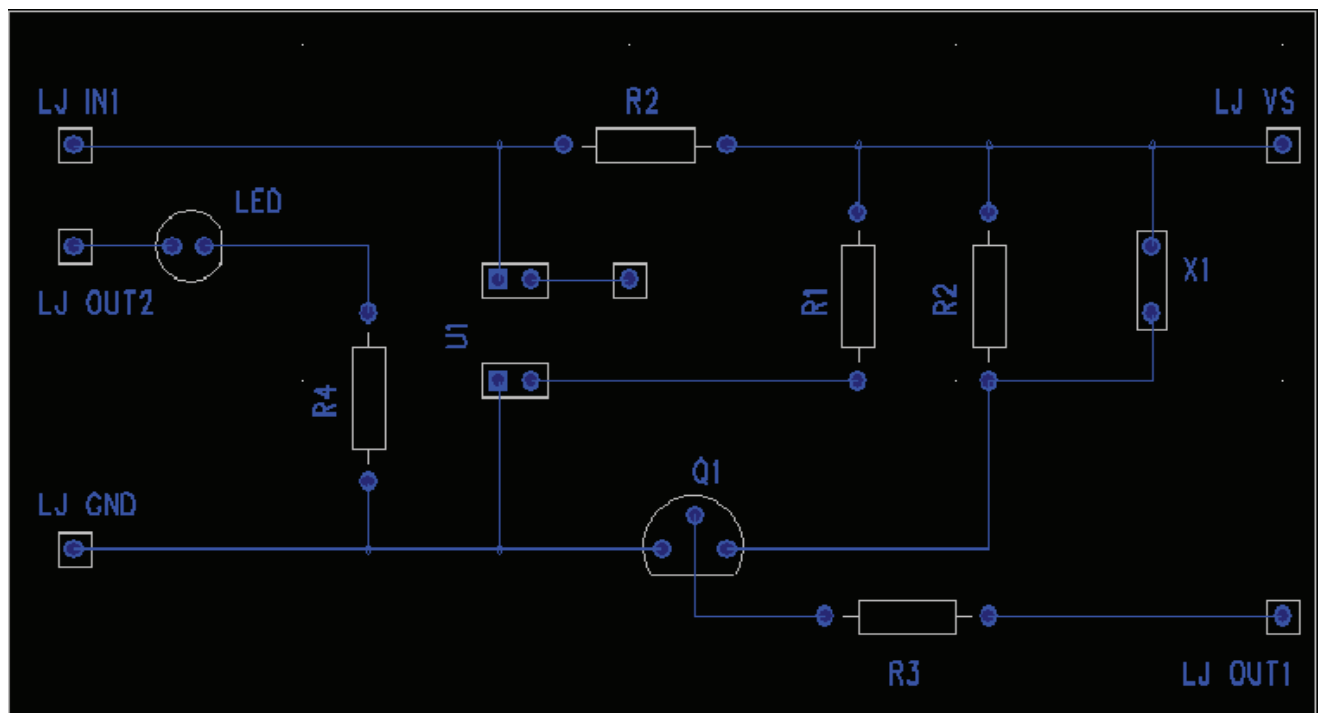 LJ IN1
R2
LJ VS
LED
LJ OUT2
U1
R1
R2
X1
R4
LJ GND
Q1
R3
LJ OUT1